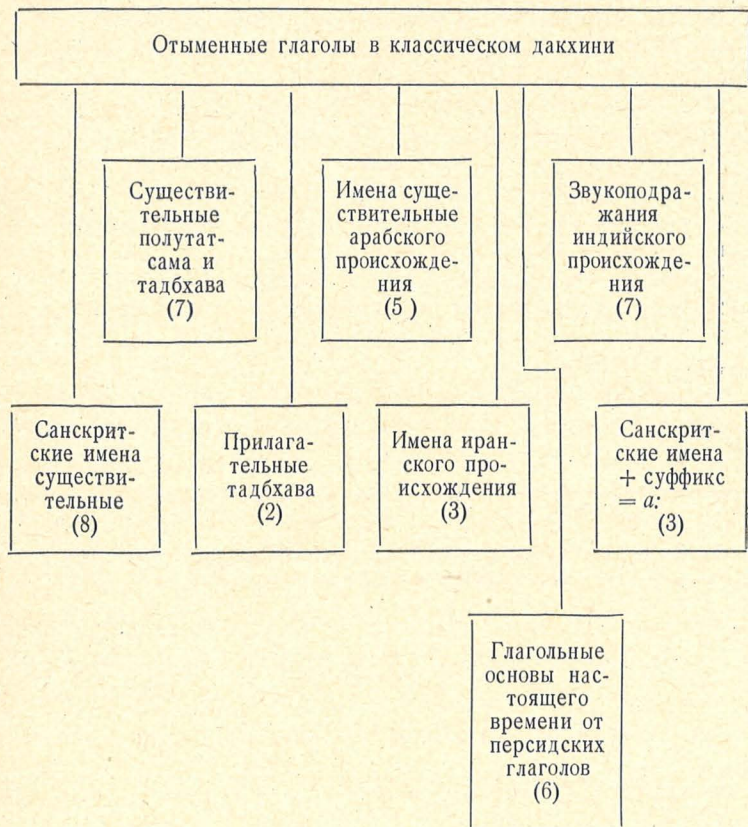 Отыменные глаголы в классическом дакхини
Существи-
тельные
полутат-
сама и
тадбхава
(7)
Имена суще-
ствительные
арабского
происхожде-
ния
(5 )
Звукоподра-
жания
индийского
происхожде-
ния
(7)
Санскрит-
ские имена
существи-
тельные
(8)
Прилага-
тельные
тадбхава
(2)
Имена иран-
ского про-
исхождения
(3)
Санскрит-
ские имена
+ суффикс
= a:
(3)
Глагольные
основы нас-
тоящего
времени от
персидских
глаголов
(6)